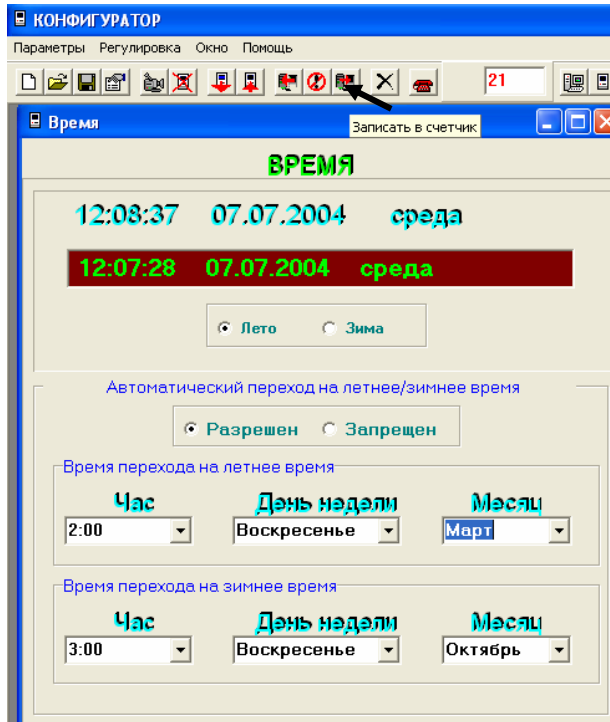 КОНФИГУРАТОР
Параметры Регулировка Окно Помощь
21
Записать в счетчик
Время
ВРЕМЯ
12:08:37 07.07.2004 среда
12:07:28 07.07.2004 среда
Лето Зима
Автоматический переход на летнее/зимнее время
Разрешен Запрещен
Время перехода на летнее время
Час День недели Месяц
2:00 Воскресенье Март
Время перехода на зимнее время
Час День недели Месяц
3:00 Воскресенье Октябрь